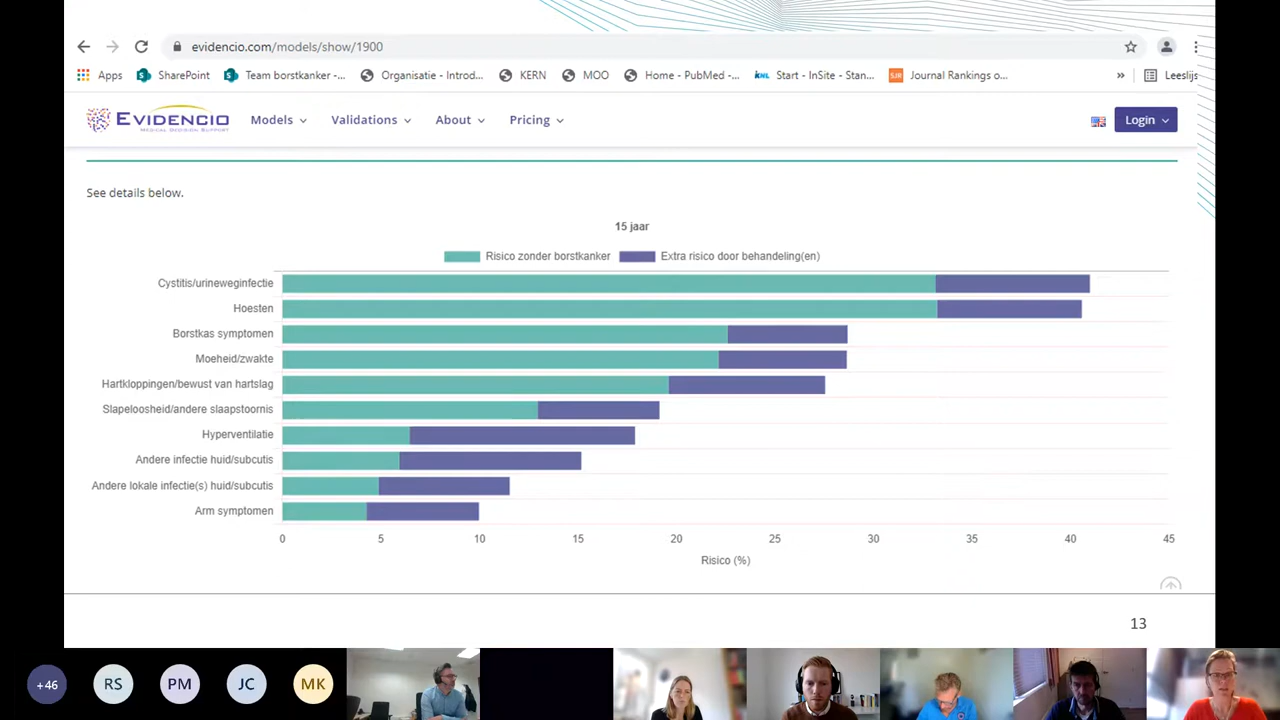 evidencio.com/models/show/1900
Apps SharePoint Team borstkanker -... Organisatie - Introd... KERN MOO Home - PubMed -... KNL Start - InSite - Stan... SJR Journal Rankings o... » Leeslijs
EVIDENCIO Models Validations About Pricing Login
MEDICAL DECISION SUPPORT
See details below.
15 jaar
Risico zonder borstkanker Extra risico door behandeling(en)
Cystitis/urineweginfectie
Hoesten
Borstkas symptomen
Moeheid/zwakte
Hartkloppingen/bewust van hartslag
Slapeloosheid/andere slaapstoornis
Hyperventilatie
Andere infectie huid/subcutis
Andere lokale infectie(s) huid/subcutis
Arm symptomen
0 5 10 15 20 25 30 35 40 45
Risico (%)
13
+46 RS PM JC MK